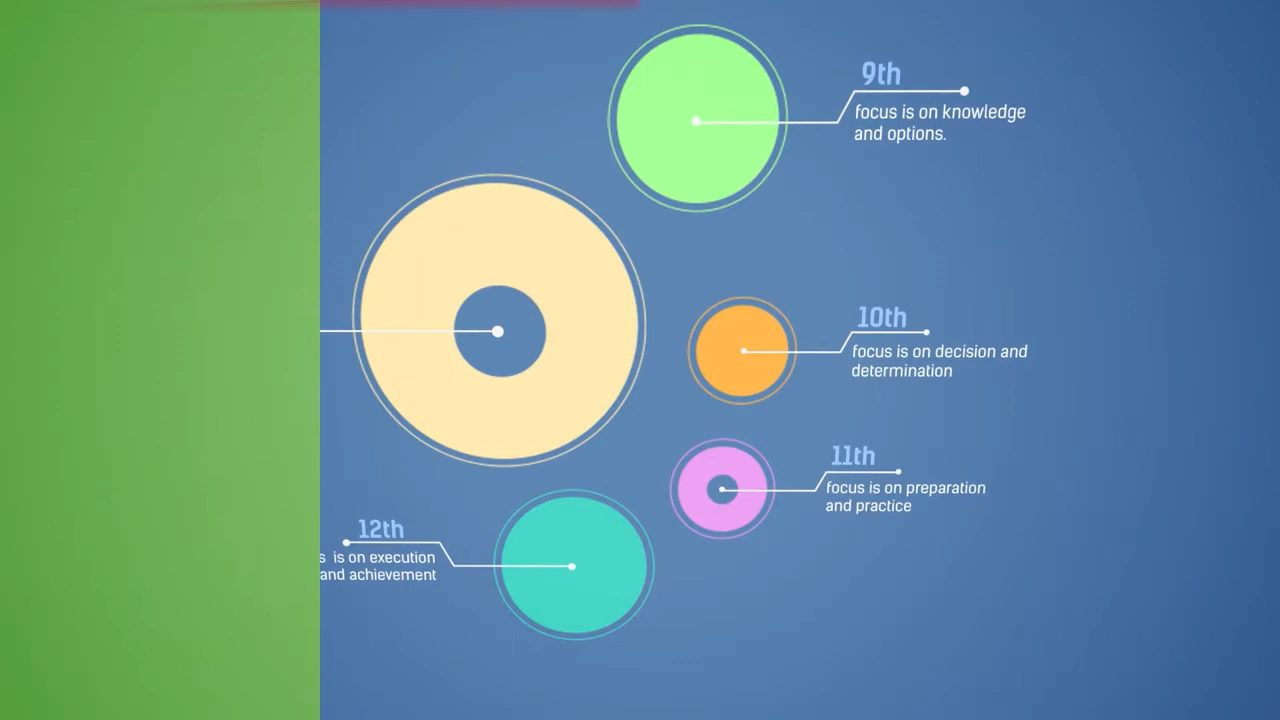 9th
focus is on knowledge
and options.
10th
focus is on decision and
determination
11th
focus is on preparation
and practice
12th
is on execution
and achievement